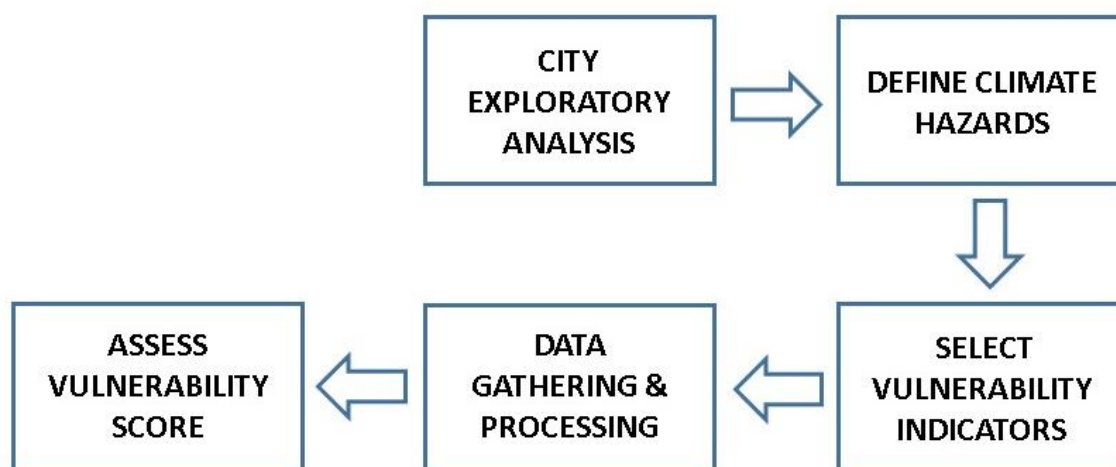 CITY
EXPLORATORY
ANALYSIS
DEFINE CLIMATE
HAZARDS
SELECT
VULNERABILITY
INDICATORS
DATA
GATHERING &
PROCESSING
ASSESS
VULNERABILITY
SCORE